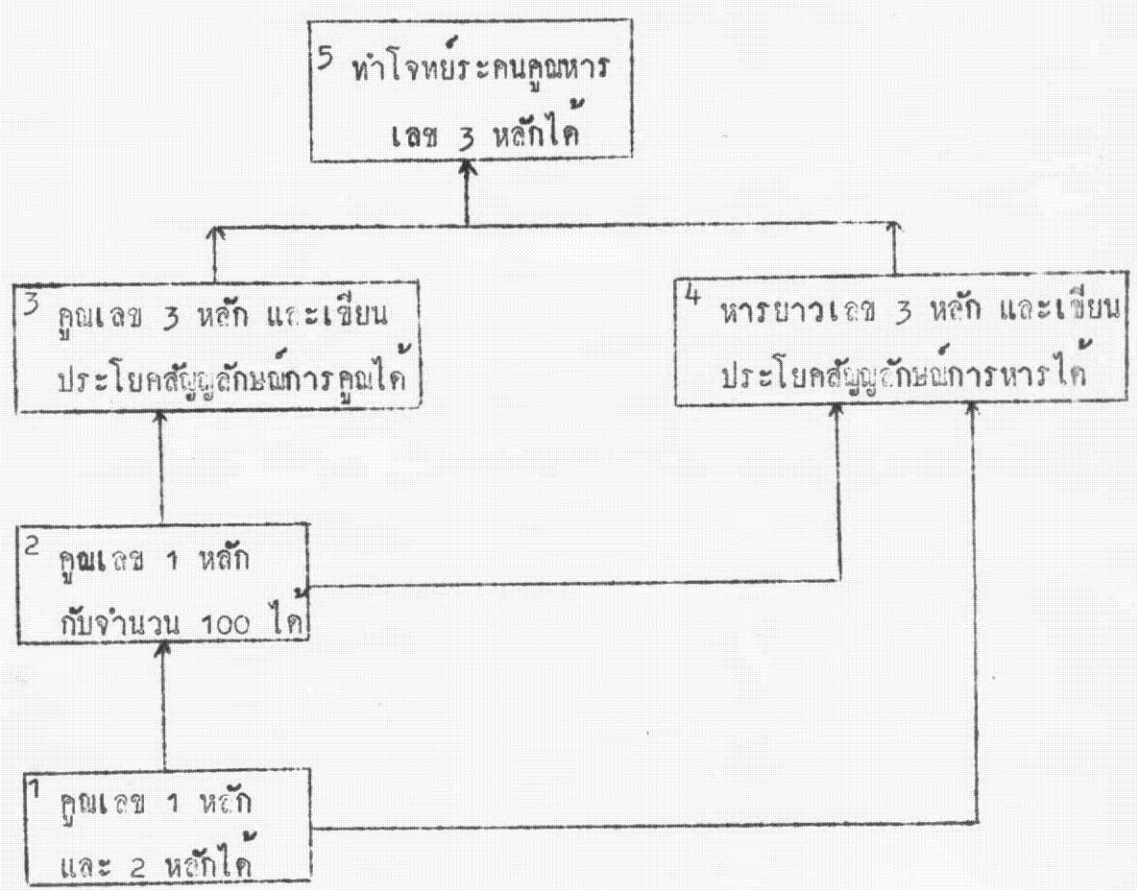 5 ทำโจทย์ระคนคูณหาร
เลข 3 หลักได้
3 คูณเลข 3 หลัก และเขียน
ประโยคสัญญลักษณ์การคูณได้
4 หารยาวเลข 3 หลัก และเขียน
ประโยคสัญญลักษณ์การหารได้
2 คูณเลข 1 หลัก
กับจำนวน 100 ได้
1 คูณเลข 1 หลัก
และ 2 หลักได้